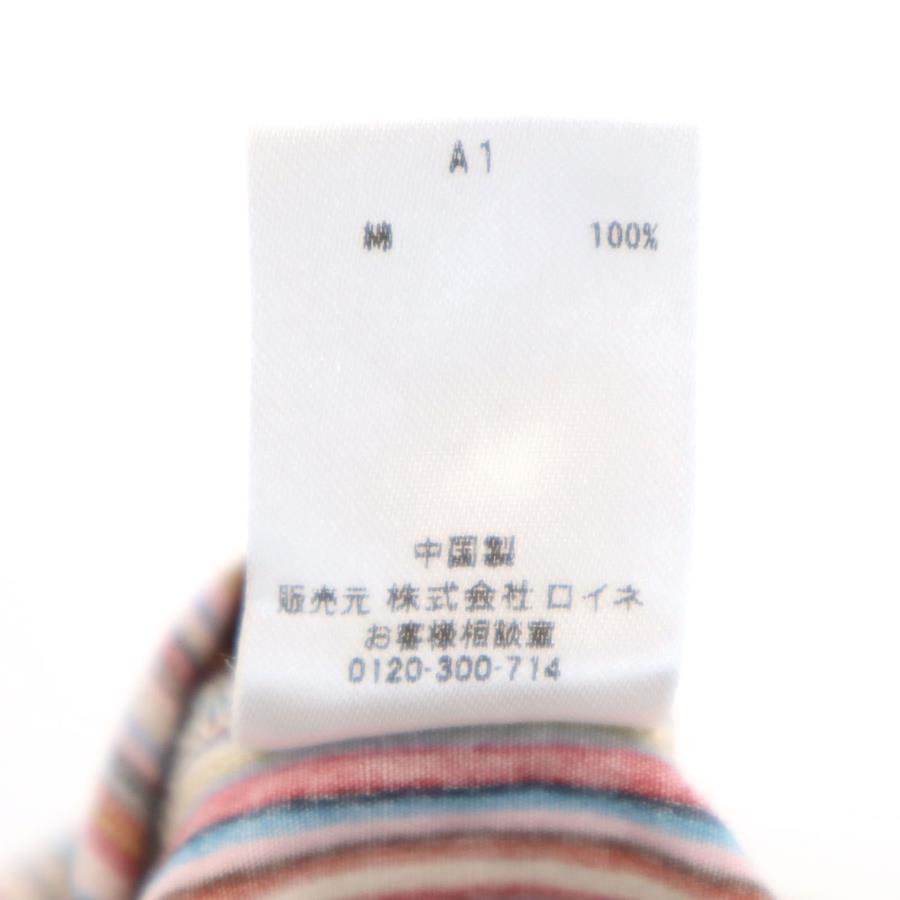 A1
綿 100%
中国製
販売元 株式会社ロイネ
お客様相談室
0120-300-714